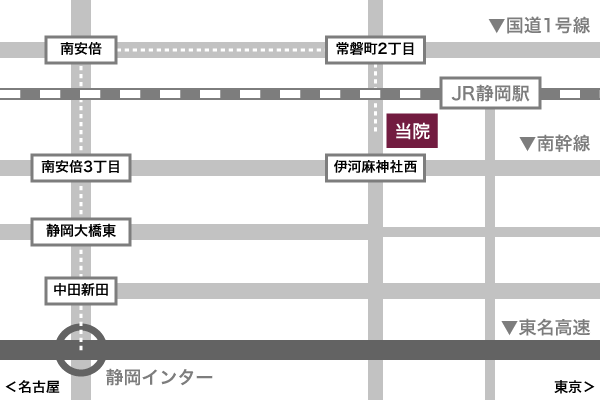 ▼国道1号線
南安倍
常磐町2丁目
JR静岡駅
当院
▼南幹線
南安倍3丁目
伊河麻神社西
静岡大橋東
中田新田
▼東名高速
静岡インター
＜名古屋
東京＞